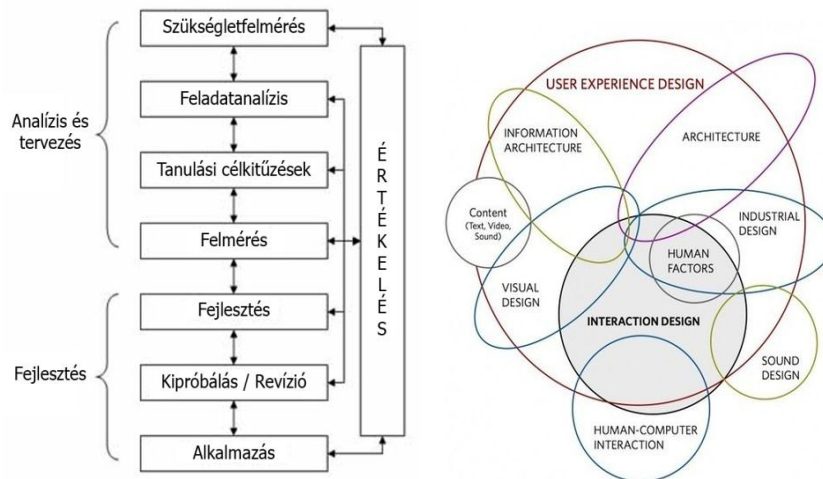 Szükségletfelmérés
Feladatanalízis
Analízis és
tervezés
Tanulási célkitűzések
Felmérés
Fejlesztés
Fejlesztés
Kipróbálás / Revízió
Alkalmazás
ÉRTÉKELÉS
USER EXPERIENCE DESIGN
INFORMATION
ARCHITECTURE
ARCHITECTURE
Content
(Text, Video,
Sound)
INDUSTRIAL
DESIGN
HUMAN
FACTORS
VISUAL
DESIGN
INTERACTION DESIGN
SOUND
DESIGN
HUMAN-COMPUTER
INTERACTION